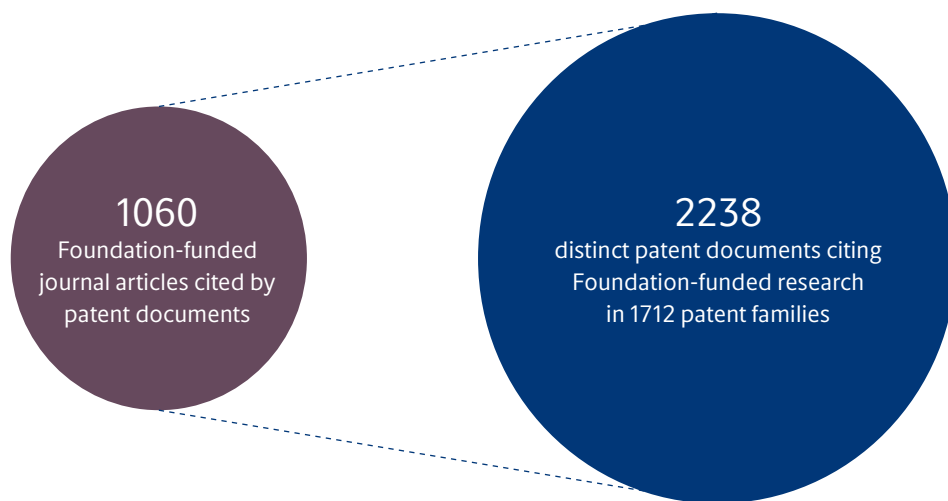 1060
Foundation-funded
journal articles cited by
patent documents
2238
distinct patent documents citing
Foundation-funded research
in 1712 patent families